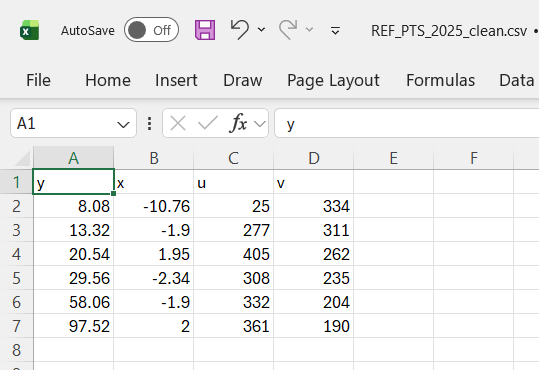 AutoSave Off REF_PTS_2025_clean.csv •
File Home Insert Draw Page Layout Formulas Data
A1 fx y
A B C D E F
1 y x u v
2 8.08 -10.76 25 334
3 13.32 -1.9 277 311
4 20.54 1.95 405 262
5 29.56 -2.34 308 235
6 58.06 -1.9 332 204
7 97.52 2 361 190
8